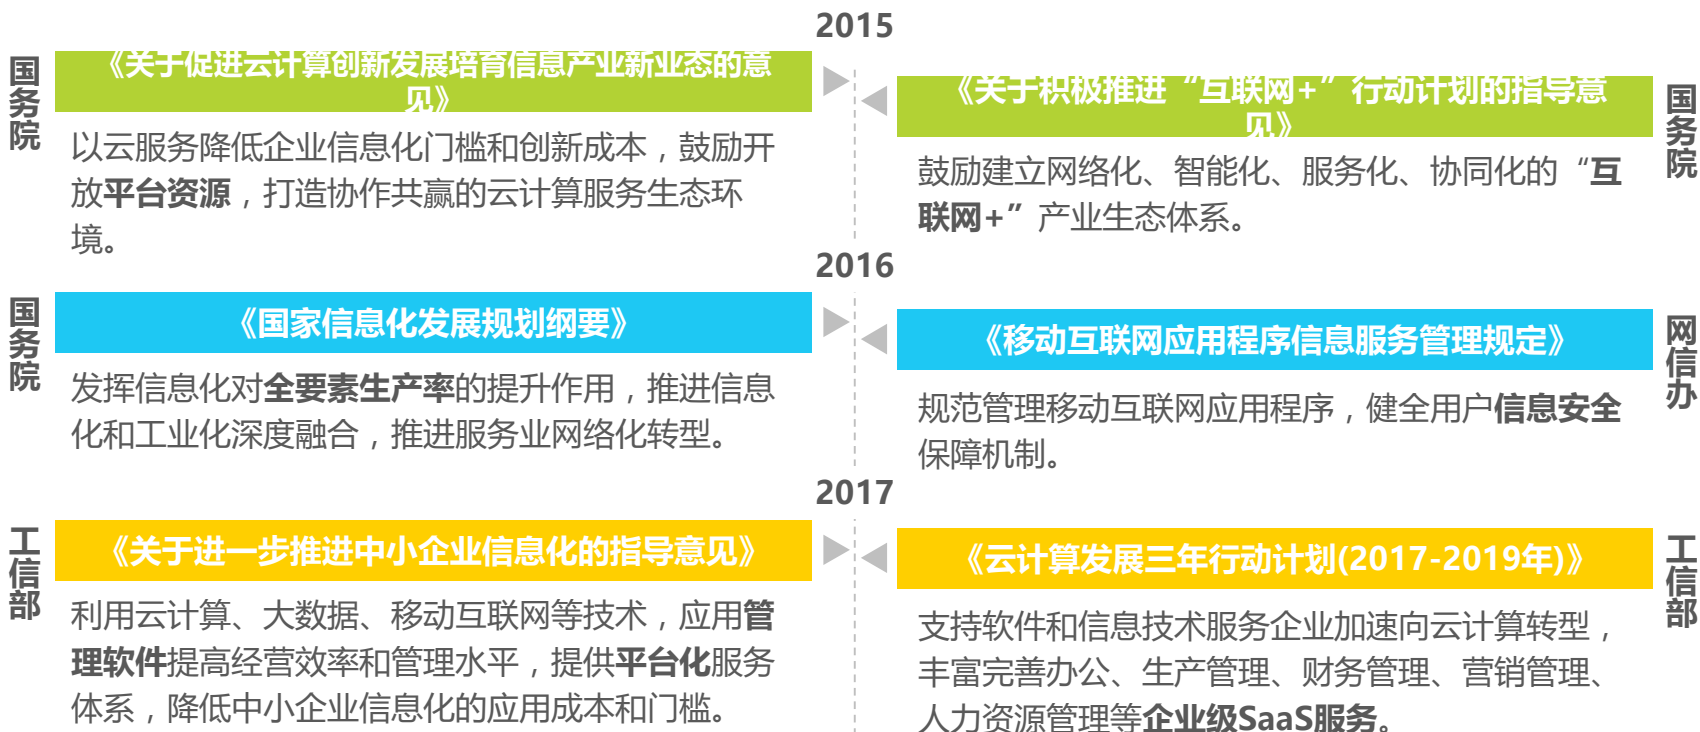 2015
国务院
《关于促进云计算创新发展培育信息产业新业态的意
见》
以云服务降低企业信息化门槛和创新成本，鼓励开
放平台资源，打造协作共赢的云计算服务生态环
境。
《关于积极推进“互联网+”行动计划的指导意
见》
国务院
鼓励建立网络化、智能化、服务化、协同化的“互
联网+”产业生态体系。
2016
国务院
《国家信息化发展规划纲要》
发挥信息化对全要素生产率的提升作用，推进信息
化和工业化深度融合，推进服务业网络化转型。
《移动互联网应用程序信息服务管理规定》
网信办
规范管理移动互联网应用程序，健全用户信息安全
保障机制。
2017
工信部
《关于进一步推进中小企业信息化的指导意见》
利用云计算、大数据、移动互联网等技术，应用管
理软件提高经营效率和管理水平，提供平台化服务
体系，降低中小企业信息化的应用成本和门槛。
《云计算发展三年行动计划(2017-2019年)》
工信部
支持软件和信息技术服务企业加速向云计算转型，
丰富完善办公、生产管理、财务管理、营销管理、
人力资源管理等企业级SaaS服务。